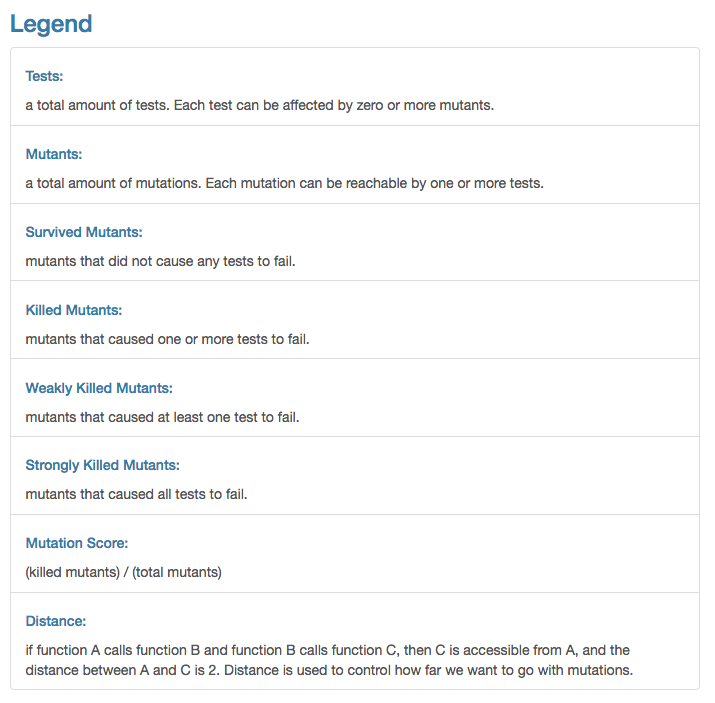 Legend
Tests:
a total amount of tests. Each test can be affected by zero or more mutants.
Mutants:
a total amount of mutations. Each mutation can be reachable by one or more tests.
Survived Mutants:
mutants that did not cause any tests to fail.
Killed Mutants:
mutants that caused one or more tests to fail.
Weakly Killed Mutants:
mutants that caused at least one test to fail.
Strongly Killed Mutants:
mutants that caused all tests to fail.
Mutation Score:
(killed mutants) / (total mutants)
Distance:
if function A calls function B and function B calls function C, then C is accessible from A, and the
distance between A and C is 2. Distance is used to control how far we want to go with mutations.